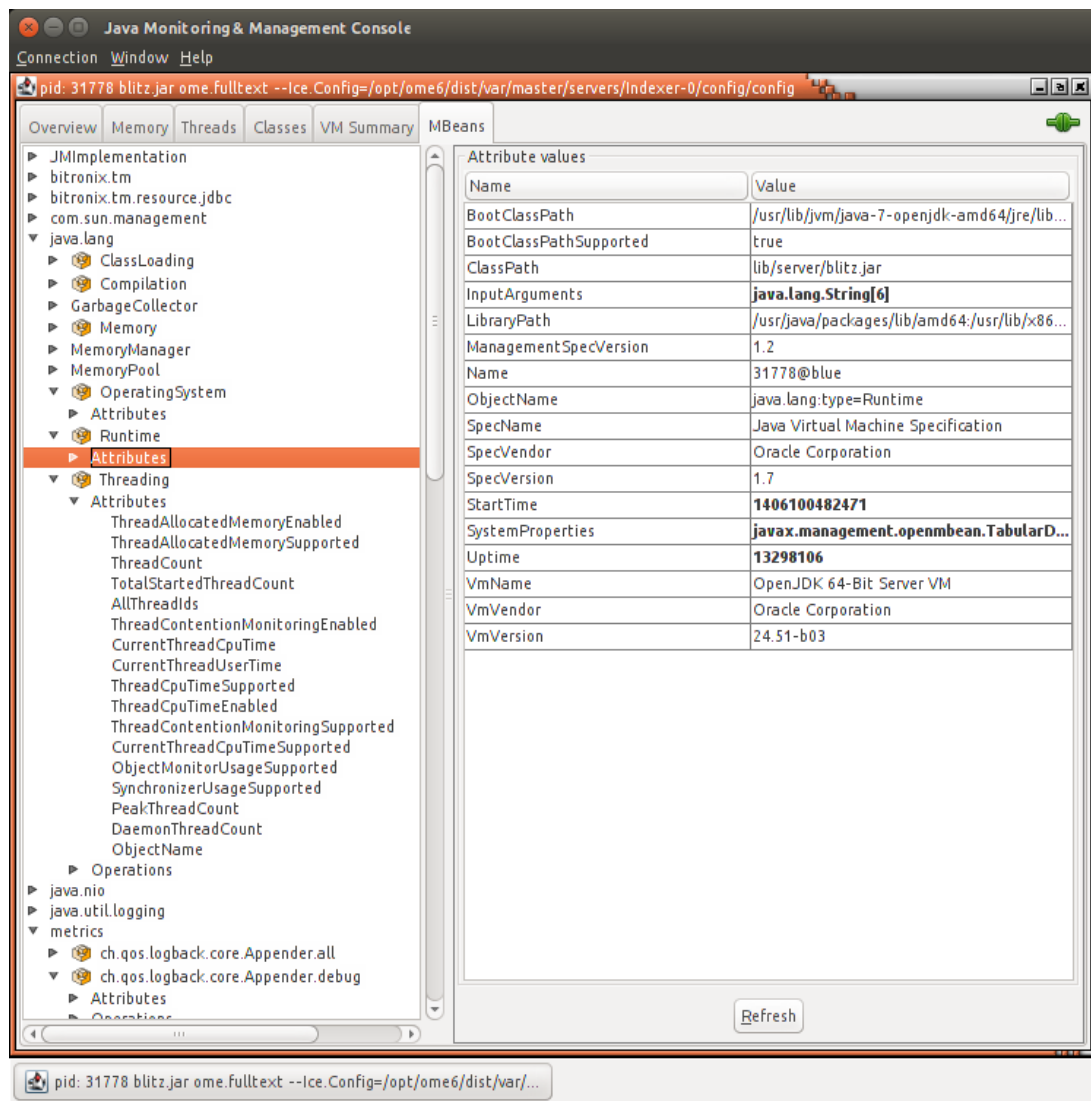 Java Monitoring & Management Console
Connection Window Help
pid: 31778 blitz.jar ome.fulltext --Ice.Config=/opt/ome6/dist/var/master/servers/Indexer-0/config/config
Overview Memory Threads Classes VM Summary MBeans
JMImplementation
bitronix.tm
bitronix.tm.resource.jdbc
com.sun.management
java.lang
ClassLoading
Compilation
GarbageCollector
Memory
MemoryManager
MemoryPool
OperatingSystem
Attributes
Runtime
Attributes
Threading
Attributes
ThreadAllocatedMemoryEnabled
ThreadAllocatedMemorySupported
ThreadCount
TotalStartedThreadCount
AllThreadIds
ThreadContentionMonitoringEnabled
CurrentThreadCpuTime
CurrentThreadUserTime
ThreadCpuTimeSupported
ThreadCpuTimeEnabled
ThreadContentionMonitoringSupported
CurrentThreadCpuTimeSupported
ObjectMonitorUsageSupported
SynchronizerUsageSupported
PeakThreadCount
DaemonThreadCount
ObjectName
Operations
java.nio
java.util.logging
metrics
ch.qos.logback.core.Appender.all
ch.qos.logback.core.Appender.debug
Attributes
Operations
Attribute values
Name Value
BootClassPath /usr/lib/jvm/java-7-openjdk-amd64/jre/lib...
BootClassPathSupported true
ClassPath lib/server/blitz.jar
InputArguments java.lang.String[6]
LibraryPath /usr/java/packages/lib/amd64:/usr/lib/x86...
ManagementSpecVersion 1.2
Name 31778@blue
ObjectName java.lang:type=Runtime
SpecName Java Virtual Machine Specification
SpecVendor Oracle Corporation
SpecVersion 1.7
StartTime 1406100482471
SystemProperties javax.management.openmbean.TabularD...
Uptime 13298106
VmName OpenJDK 64-Bit Server VM
VmVendor Oracle Corporation
VmVersion 24.51-b03
Refresh
pid: 31778 blitz.jar ome.fulltext --Ice.Config=/opt/ome6/dist/var/...